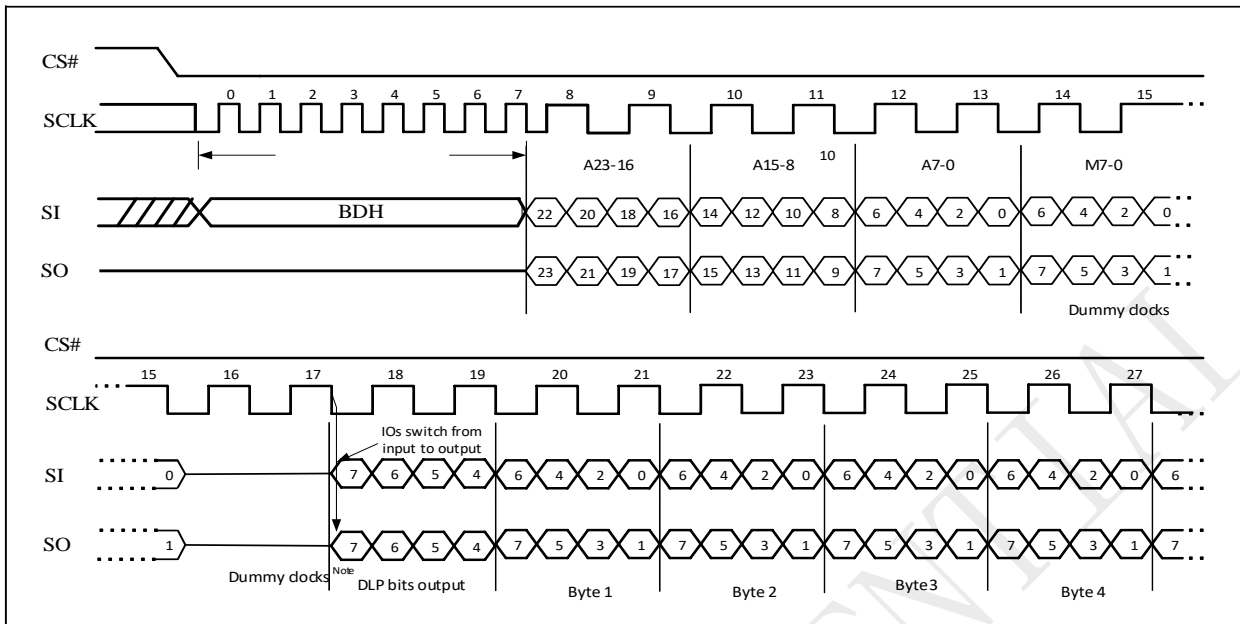 CS#
0 1 2 3 4 5 6 7 8 9 10 11 12 13 14 15
SCLK
A23-16 A15-8 10 A7-0 M7-0
SI BDH 22 20 18 16 14 12 10 8 6 4 2 0 6 4 2 0
SO 23 21 19 17 15 13 11 9 7 5 3 1 7 5 3 1
Dummy clocks
CS#
15 16 17 18 19 20 21 22 23 24 25 26 27
SCLK
IOs switch from
input to output
SI 0 7 6 5 4 6 4 2 0 6 4 2 0 6 4 2 0 6 4 2 0 6
SO 1 7 6 5 4 7 5 3 1 7 5 3 1 7 5 3 1 7 5 3 1 7
Dummy clocks Note DLP bits output Byte 1 Byte 2 Byte3 Byte 4